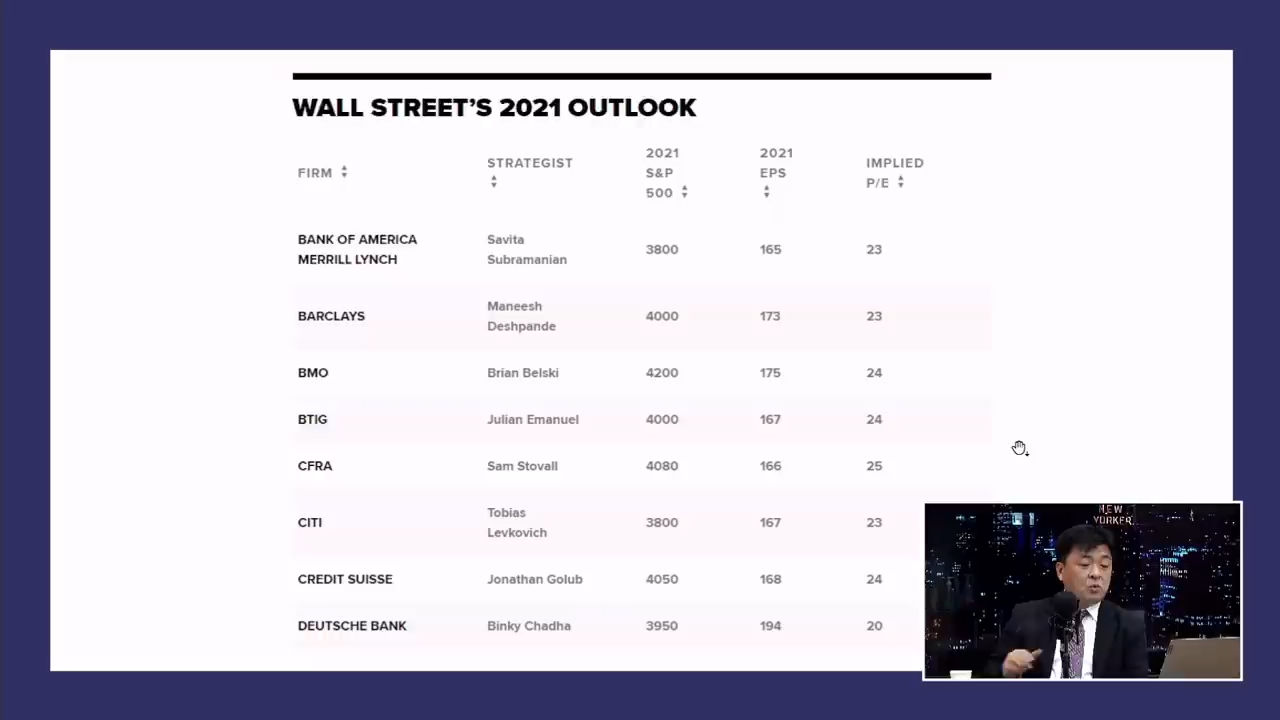 WALL STREET'S 2021 OUTLOOK
FIRM
STRATEGIST
2021
S&P
500
2021
EPS
IMPLIED
P/E
BANK OF AMERICA
MERRILL LYNCH
Savita
Subramanian
3800
165
23
BARCLAYS
Maneesh
Deshpande
4000
173
23
BMO
Brian Belski
4200
175
24
BTIG
Julian Emanuel
4000
167
24
CFRA
Sam Stovall
4080
166
25
CITI
Tobias
Levkovich
3800
167
23
CREDIT SUISSE
Jonathan Golub
4050
168
24
DEUTSCHE BANK
Binky Chadha
3950
194
20
NEW
YORKER